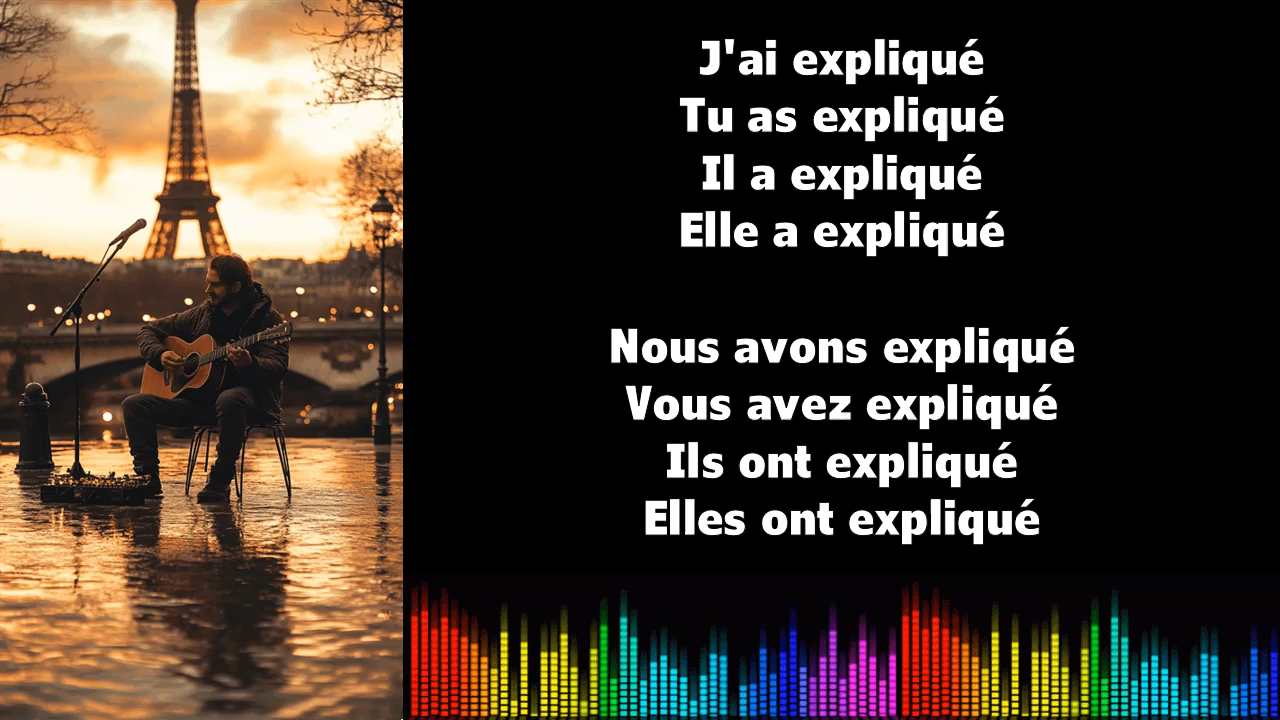 J'ai expliqué
Tu as expliqué
Il a expliqué
Elle a expliqué
Nous avons expliqué
Vous avez expliqué
Ils ont expliqué
Elles ont expliqué